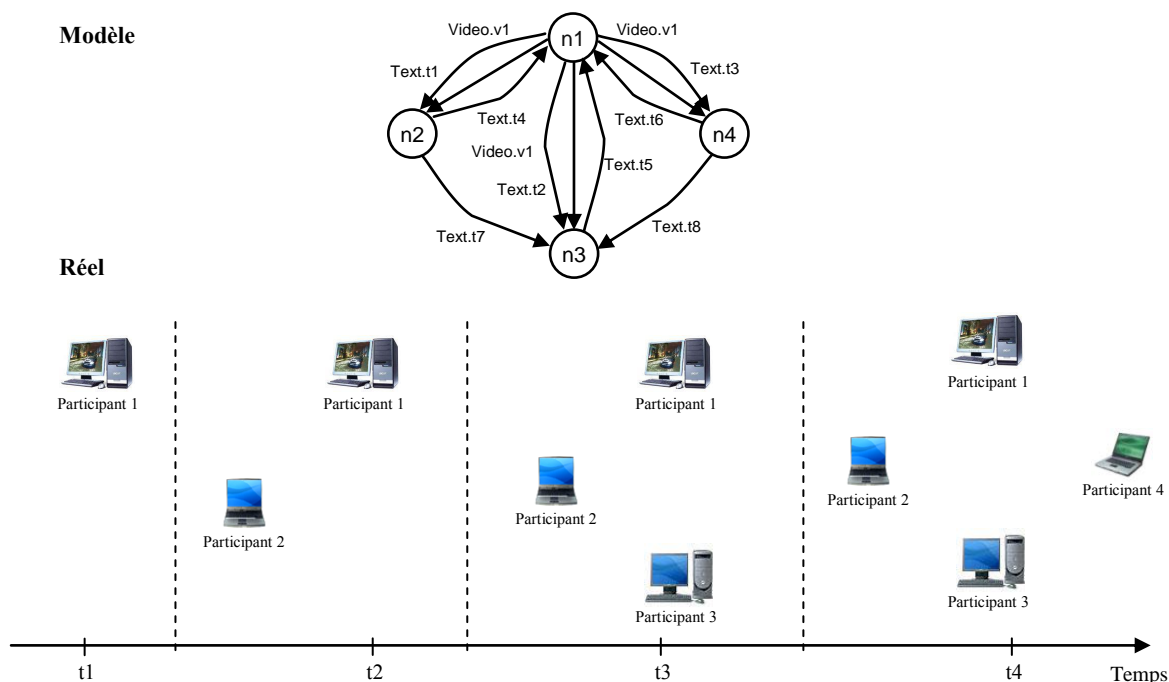 Modèle
Video.v1
n1
Video.v1
Text.t1
Text.t3
Text.t4
Text.t6
n2
n4
Video.v1
Text.t5
Text.t2
Text.t7
Text.t8
n3
Réel
Participant 1
Participant 1
Participant 1
Participant 1
Participant 2
Participant 2
Participant 2
Participant 4
Participant 3
Participant 3
t1
t2
t3
t4
Temps